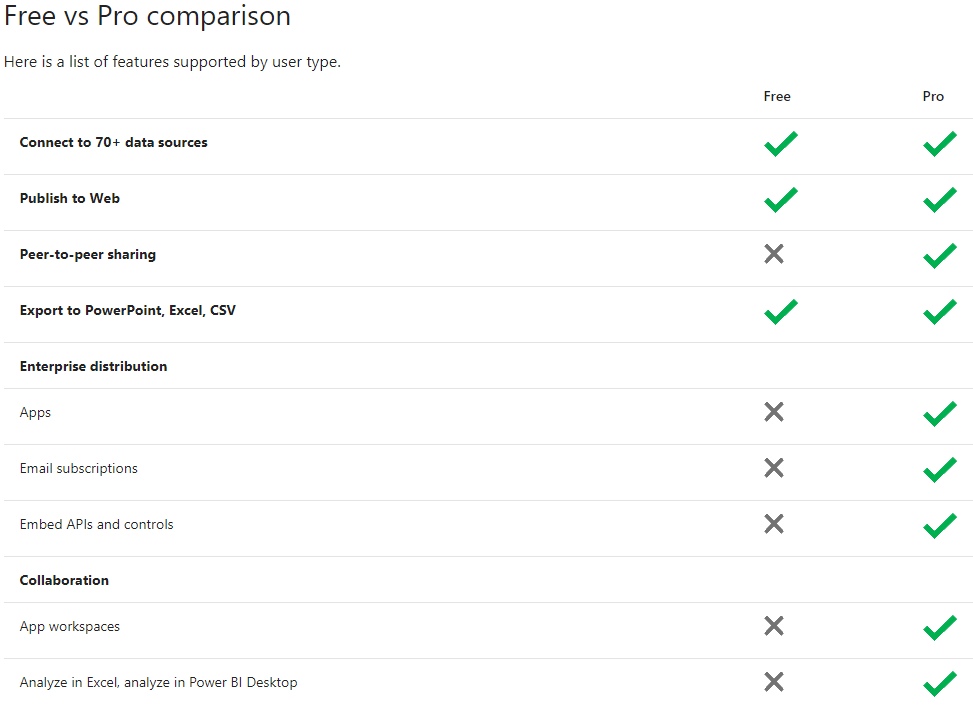 Free vs Pro comparison
Here is a list of features supported by user type.
Free Pro
Connect to 70+ data sources
Publish to Web
Peer-to-peer sharing
Export to PowerPoint, Excel, CSV
Enterprise distribution
Apps
Email subscriptions
Embed APIs and controls
Collaboration
App workspaces
Analyze in Excel, analyze in Power BI Desktop